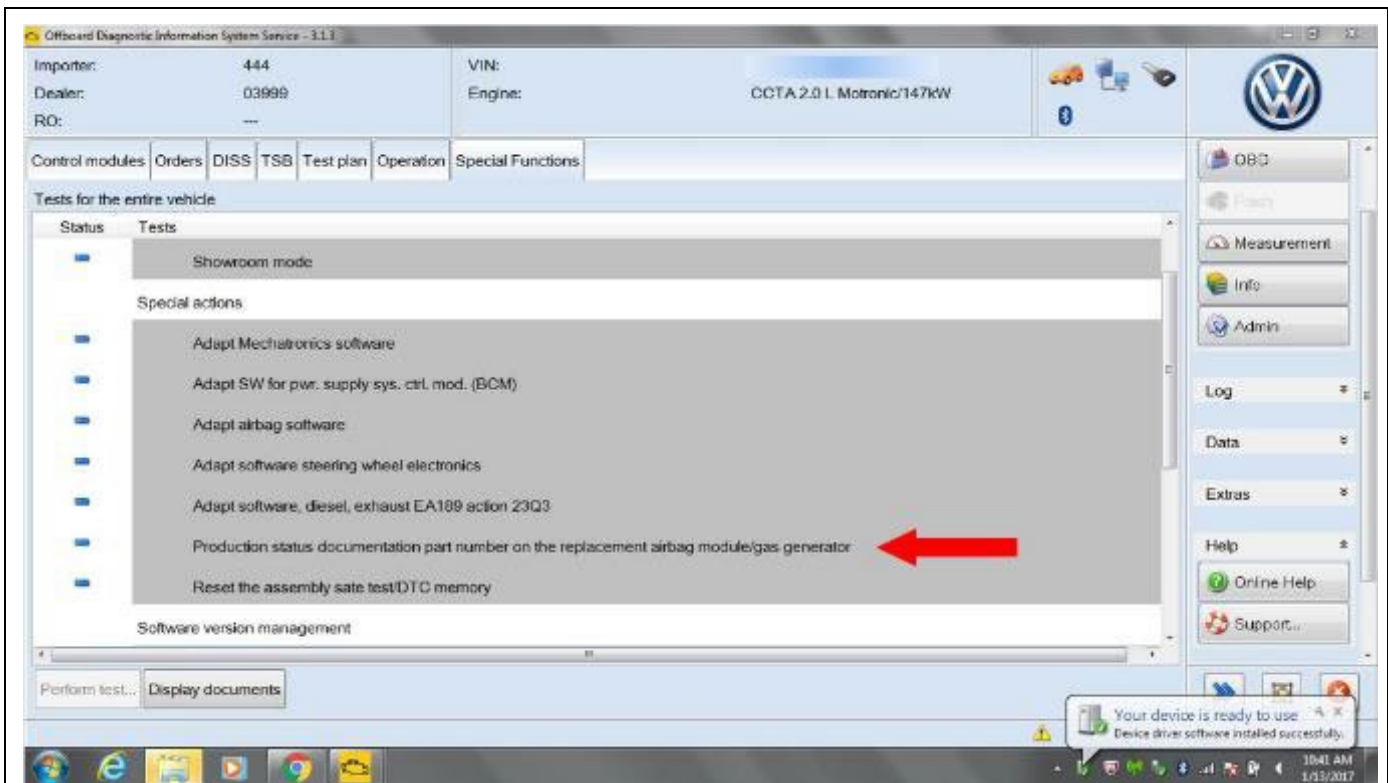 Offboard Diagnostic Information System Service - 3.1.3
Importer: 444 VIN:
Dealer: 03999 Engine: CCTA 2.0 L Motronic/147kW
RO: ---
Control modules Orders DISS TSB Test plan Operation Special Functions
Tests for the entire vehicle
Status Tests
Showroom mode
Special actions
Adapt Mechatronics software
Adapt SW for pwr. supply sys. ctrl. mod. (BCM)
Adapt airbag software
Adapt software steering wheel electronics
Adapt software, diesel, exhaust EA189 action 23Q3
Production status documentation part number on the replacement airbag module/gas generator
Reset the assembly sate test/DTC memory
Software version management
Perform test... Display documents
OBD
Flash
Measurement
Info
Admin
Log
Data
Extras
Help
Online Help
Support...
Your device is ready to use
Device driver software installed successfully.
10:41 AM
1/13/2017